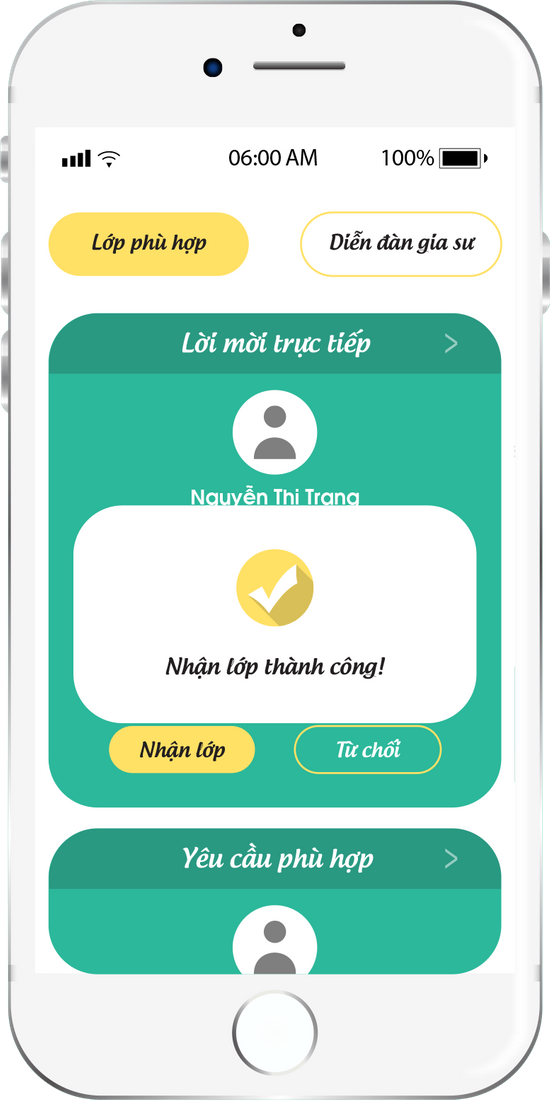 06:00 AM 100%
Lớp phù hợp Diễn đàn gia sư
Lời mời trực tiếp
Nguyễn Thi Trang
Nhận lớp thành công!
Nhận lớp Từ chối
Yêu cầu phù hợp